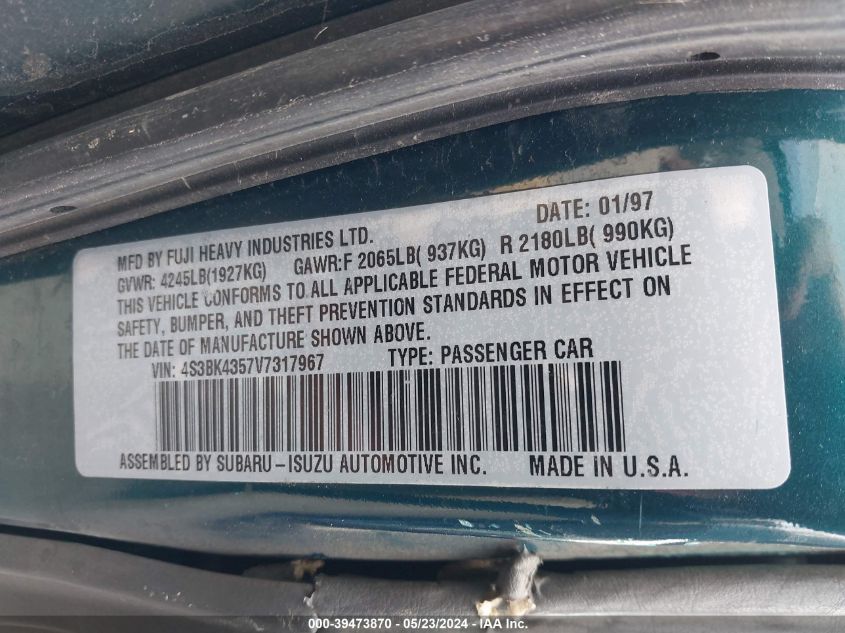 DATE: 01/97
MFD BY FUJI HEAVY INDUSTRIES LTD.
GVWR: 4245LB(1927KG) GAWR:F 2065LB( 937KG) R 2180LB( 990KG)
THIS VEHICLE CONFORMS TO ALL APPLICABLE FEDERAL MOTOR VEHICLE
SAFETY, BUMPER, AND THEFT PREVENTION STANDARDS IN EFFECT ON
THE DATE OF MANUFACTURE SHOWN ABOVE.
VIN: 4S3BK4357V7317967 TYPE: PASSENGER CAR
ASSEMBLED BY SUBARU-ISUZU AUTOMOTIVE INC. MADE IN U.S.A.
000-39473870 - 05/23/2024 - IAA Inc.